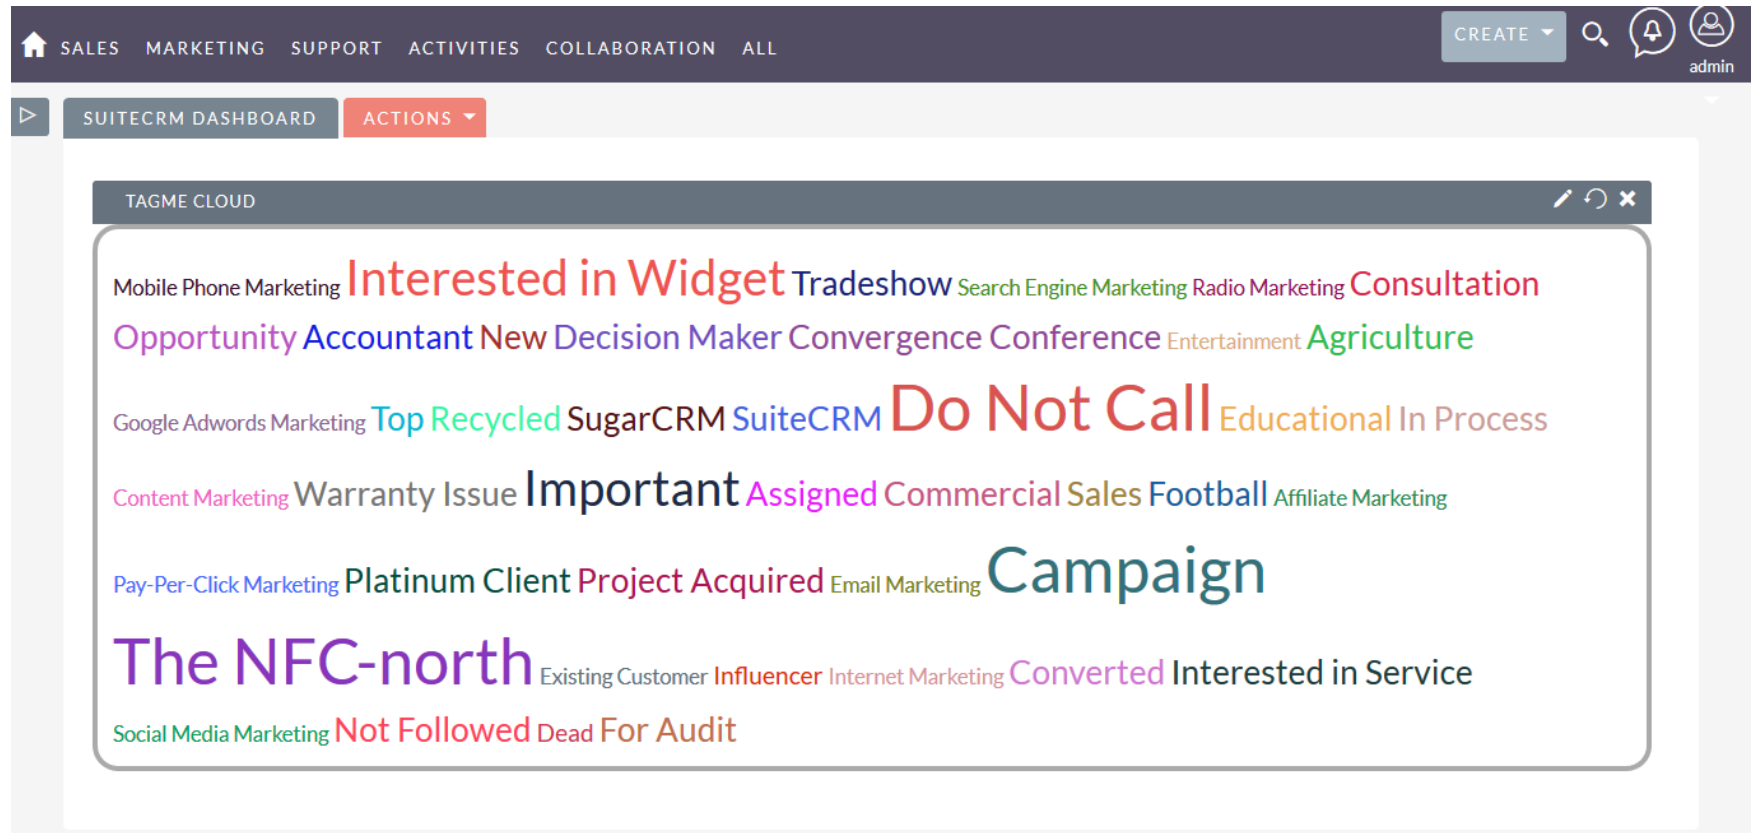 SALES MARKETING SUPPORT ACTIVITIES COLLABORATION ALL CREATE
admin
SUITECRM DASHBOARD ACTIONS
TAGME CLOUD
Mobile Phone Marketing Interested in Widget Tradeshow Search Engine Marketing Radio Marketing Consultation
Opportunity Accountant New Decision Maker Convergence Conference Entertainment Agriculture
Google Adwords Marketing Top Recycled SugarCRM SuiteCRM Do Not Call Educational In Process
Content Marketing Warranty Issue Important Assigned Commercial Sales Football Affiliate Marketing
Pay-Per-Click Marketing Platinum Client Project Acquired Email Marketing Campaign
The NFC-north Existing Customer Influencer Internet Marketing Converted Interested in Service
Social Media Marketing Not Followed Dead For Audit